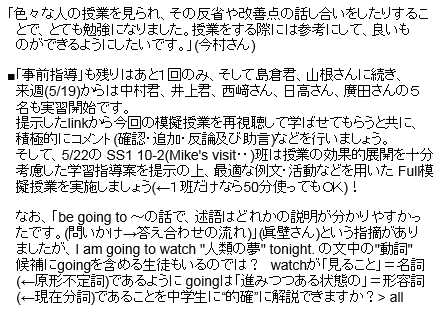 「色々な人の授業を見られ、その反省や改善点の話し合いをしたりするこ
とで、とても勉強になりました。授業をする際には参考にして、良いも
のができるようにしたいです。」(今村さん)
■「事前指導」も残りはあと1回のみ、そして島倉君、山根さんに続き、
来週(5/19)からは中村君、井上君、西﨑さん、日高さん、廣田さんの５
名も実習開始です。
提示したlinkから今回の模擬授業を再視聴して学ばせてもらうと共に、
積極的にコメント(確認・追加・反論及び助言)などを行いましょう。
そして、5/22の SS1 10-2(Mike's visit‥)班は授業の効果的展開を十分
考慮した学習指導案を提示の上、最適な例文・活動などを用いた Full模
擬授業を実施しましょう(←１班だけなら50分使ってもＯＫ)！
なお、「be going to ～の話で、述語はどれかの説明が分かりやすかっ
たです。(問いかけ→答え合わせの流れ)」(眞壁さん)という指摘があり
ましたが、I am going to watch "人類の夢" tonight. の文中の"動詞"
候補にgoingを含める生徒もいるのでは？　watchが「見ること」＝名詞
(←原形不定詞)であるように goingは「進みつつある状態の」＝形容詞
(←現在分詞)であることを中学生に"的確"に解説できますか？> all